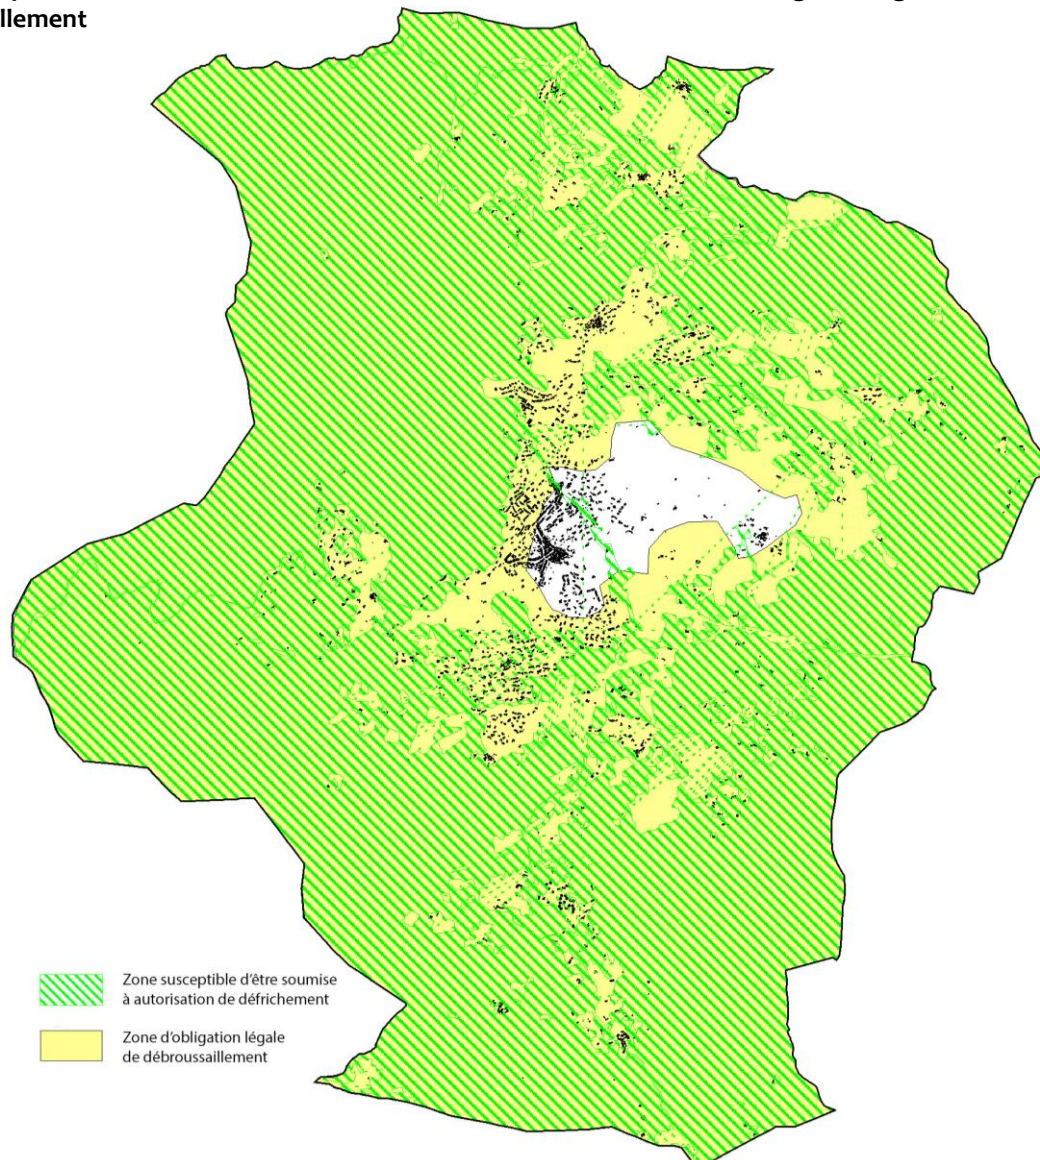 llement
Zone susceptible d'être soumise
à autorisation de défrichement
Zone d'obligation légale
de débroussaillement